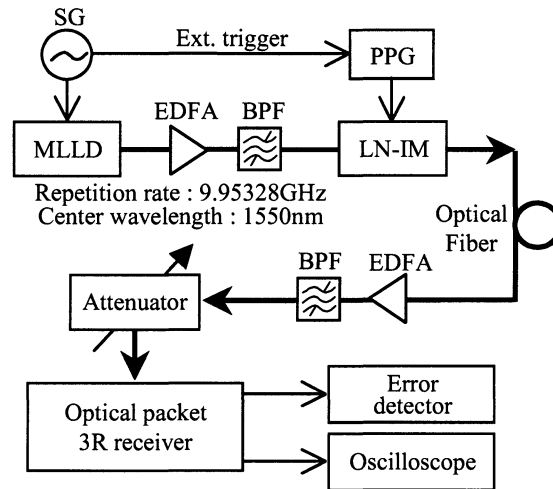 SG
Ext. trigger
PPG
EDFA
BPF
MLLD
LN-IM
Repetition rate : 9.95328GHz
Center wavelength : 1550nm
Optical
Fiber
BPF
EDFA
Attenuator
Optical packet
3R receiver
Error
detector
Oscilloscope